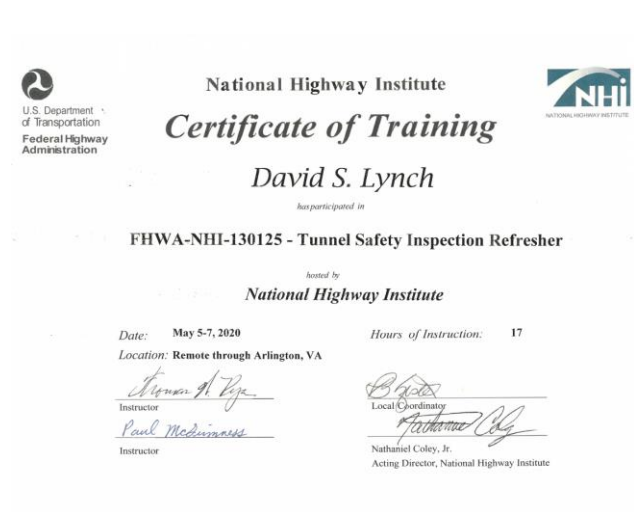 National Highway Institute
U.S. Department
of Transportation
Federal Highway
Administration
NHI
NATIONAL HIGHWAY INSTITUTE
Certificate of Training
David S. Lynch
has participated in
FHWA-NHI-130125 - Tunnel Safety Inspection Refresher
hosted by
National Highway Institute
Date: May 5-7, 2020
Hours of Instruction: 17
Location: Remote through Arlington, VA
Instructor
Local Coordinator
Paul McGuinness
Instructor
Nathaniel Coley, Jr.
Acting Director, National Highway Institute